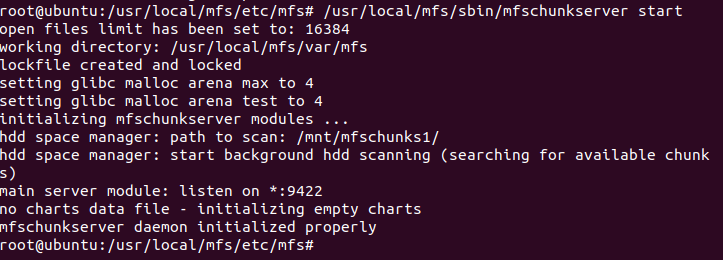 root@ubuntu:/usr/local/mfs/etc/mfs# /usr/local/mfs/sbin/mfschunkserver start
open files limit has been set to: 16384
working directory: /usr/local/mfs/var/mfs
lockfile created and locked
setting glibc malloc arena max to 4
setting glibc malloc arena test to 4
initializing mfschunkserver modules ...
hdd space manager: path to scan: /mnt/mfschunks1/
hdd space manager: start background hdd scanning (searching for available chunk
s)
main server module: listen on *:9422
no charts data file - initializing empty charts
mfschunkserver daemon initialized properly
root@ubuntu:/usr/local/mfs/etc/mfs#